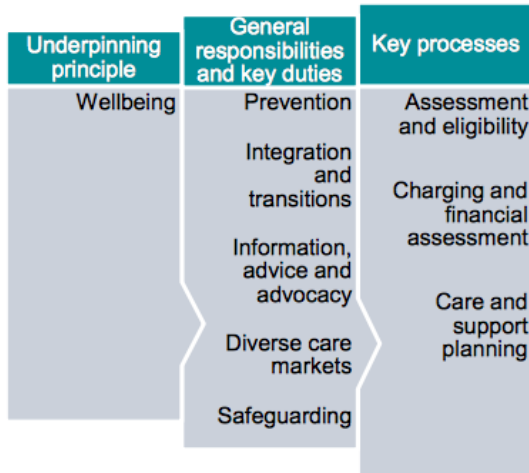 Underpinning
principle
Wellbeing
General
responsibilities
and key duties
Prevention
Integration
and
transitions
Information,
advice and
advocacy
Diverse care
markets
Safeguarding
Key processes
Assessment
and eligibility
Charging and
financial
assessment
Care and
support
planning